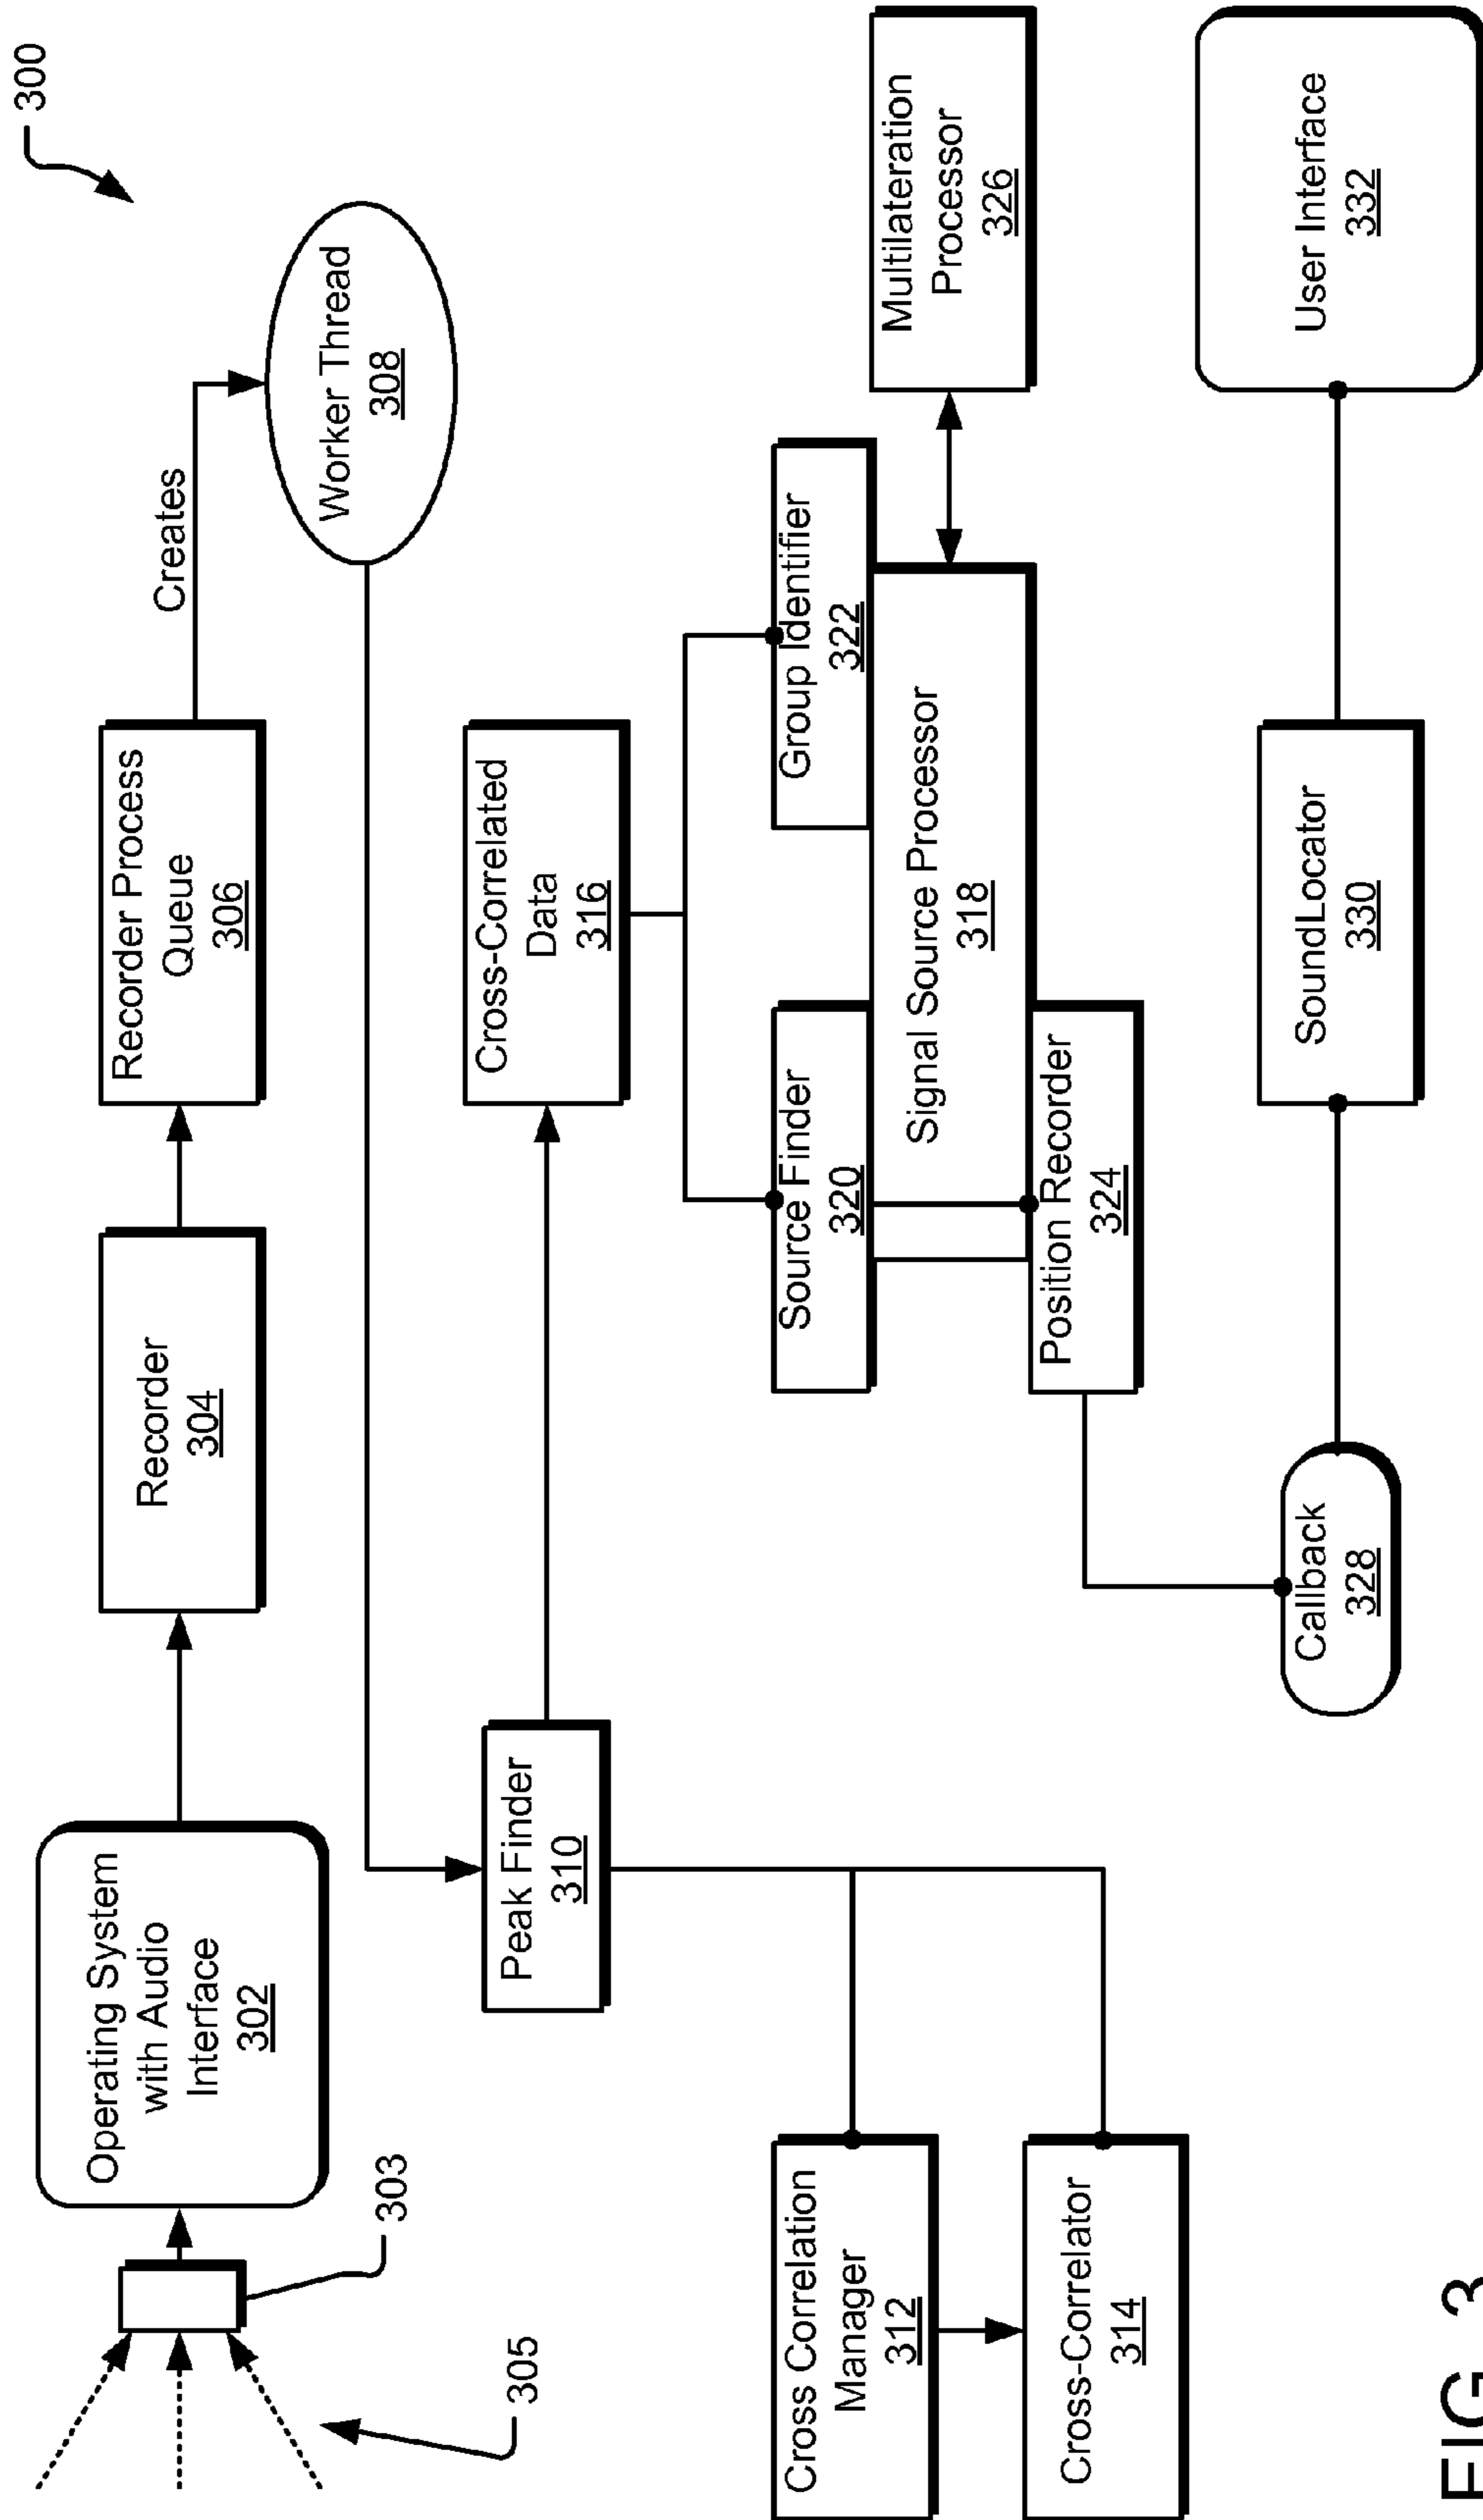 300
Operating System
with Audio
Interface
302
303
305
Recorder
304
Recorder Process
Queue
306
Creates
Worker Thread
308
Peak Finder
310
Cross Correlation
Manager
312
Cross-Correlator
314
Cross-Correlated
Data
316
Source Finder
320
Group Identifier
322
Signal Source Processor
318
Position Recorder
324
Multilateration
Processor
326
Callback
328
SoundLocator
330
User Interface
332
FIG. 3